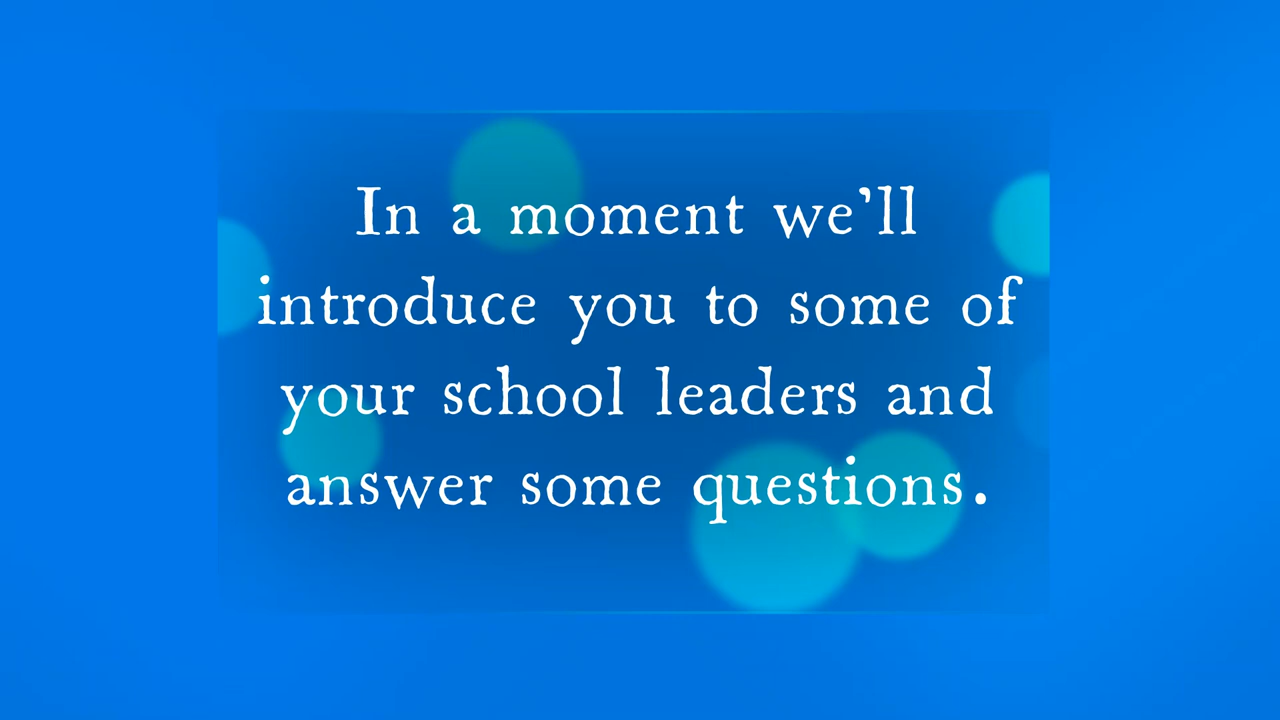 In a moment we'll
introduce you to some of
your school leaders and
answer some questions.